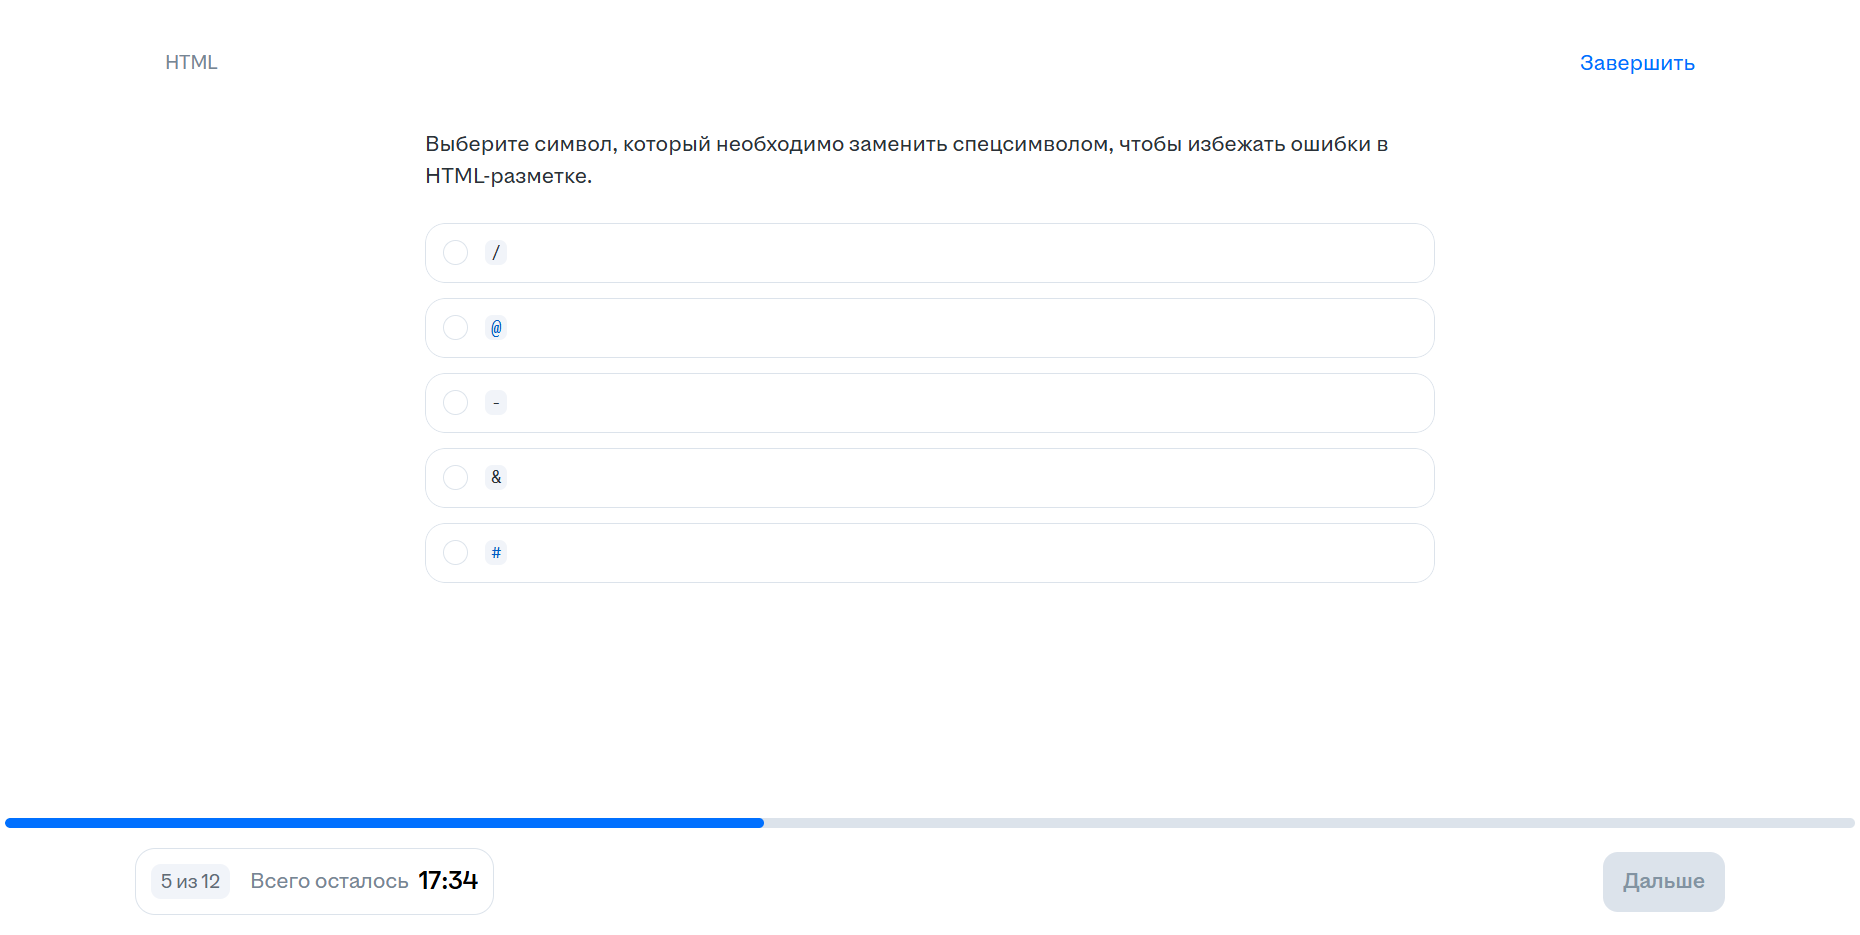 HTML
Завершить
Выберите символ, который необходимо заменить спецсимволом, чтобы избежать ошибки в
HTML-разметке.
/
@
-
&
#
5 из 12 Всего осталось 17:34
Дальше